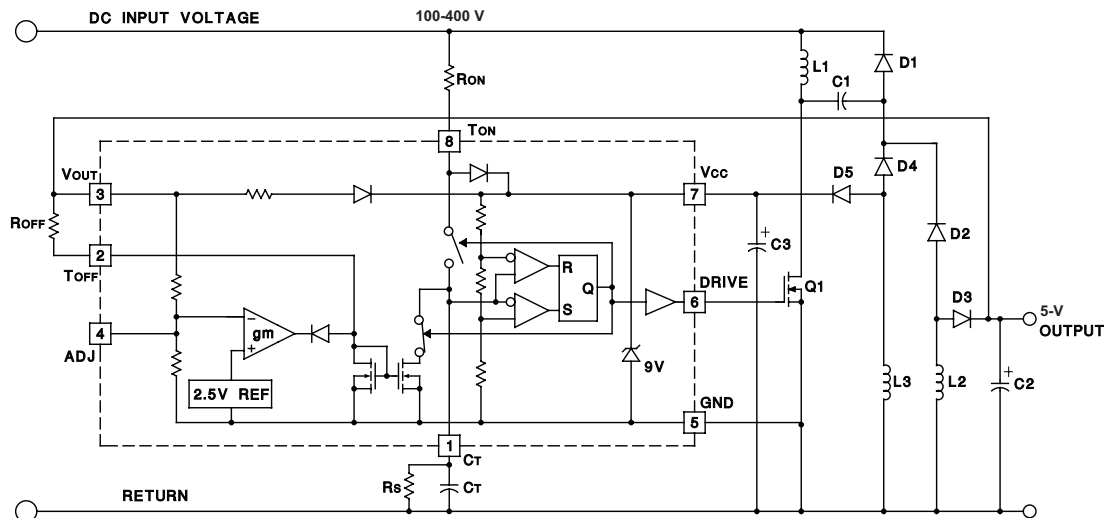 DC INPUT VOLTAGE
100-400 V
RON
L1
C1
D1
TON
8
VOUT
3
VCC
7
D5
D4
ROFF
2
TOFF
C3
D2
R
Q
S
DRIVE
6
Q1
D3
5-V
OUTPUT
4
ADJ
gm
2.5V REF
9V
L3
L2
C2
GND
5
1
CT
RS
CT
RETURN